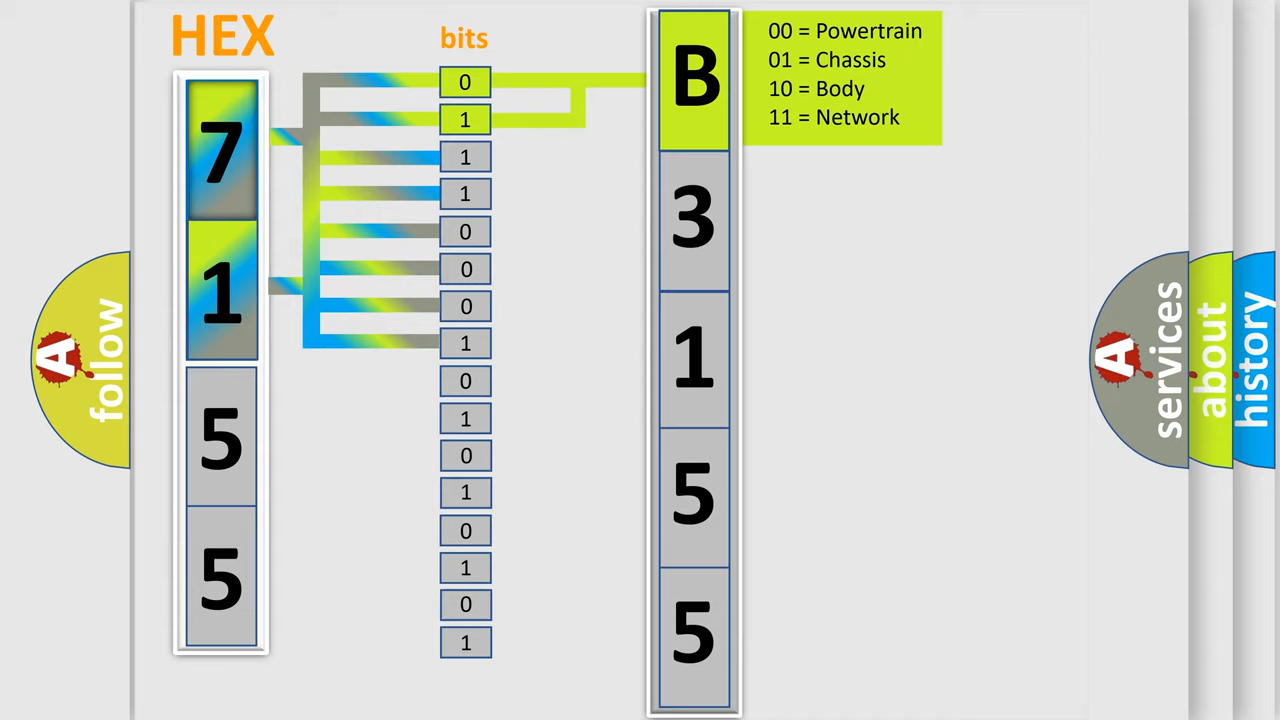 HEX
bits
7
1
5
5
0
1
1
1
0
0
0
1
0
1
0
1
0
1
0
1
B
3
1
5
5
00 = Powertrain
01 = Chassis
10 = Body
11 = Network
A
follow
A
services
about
history